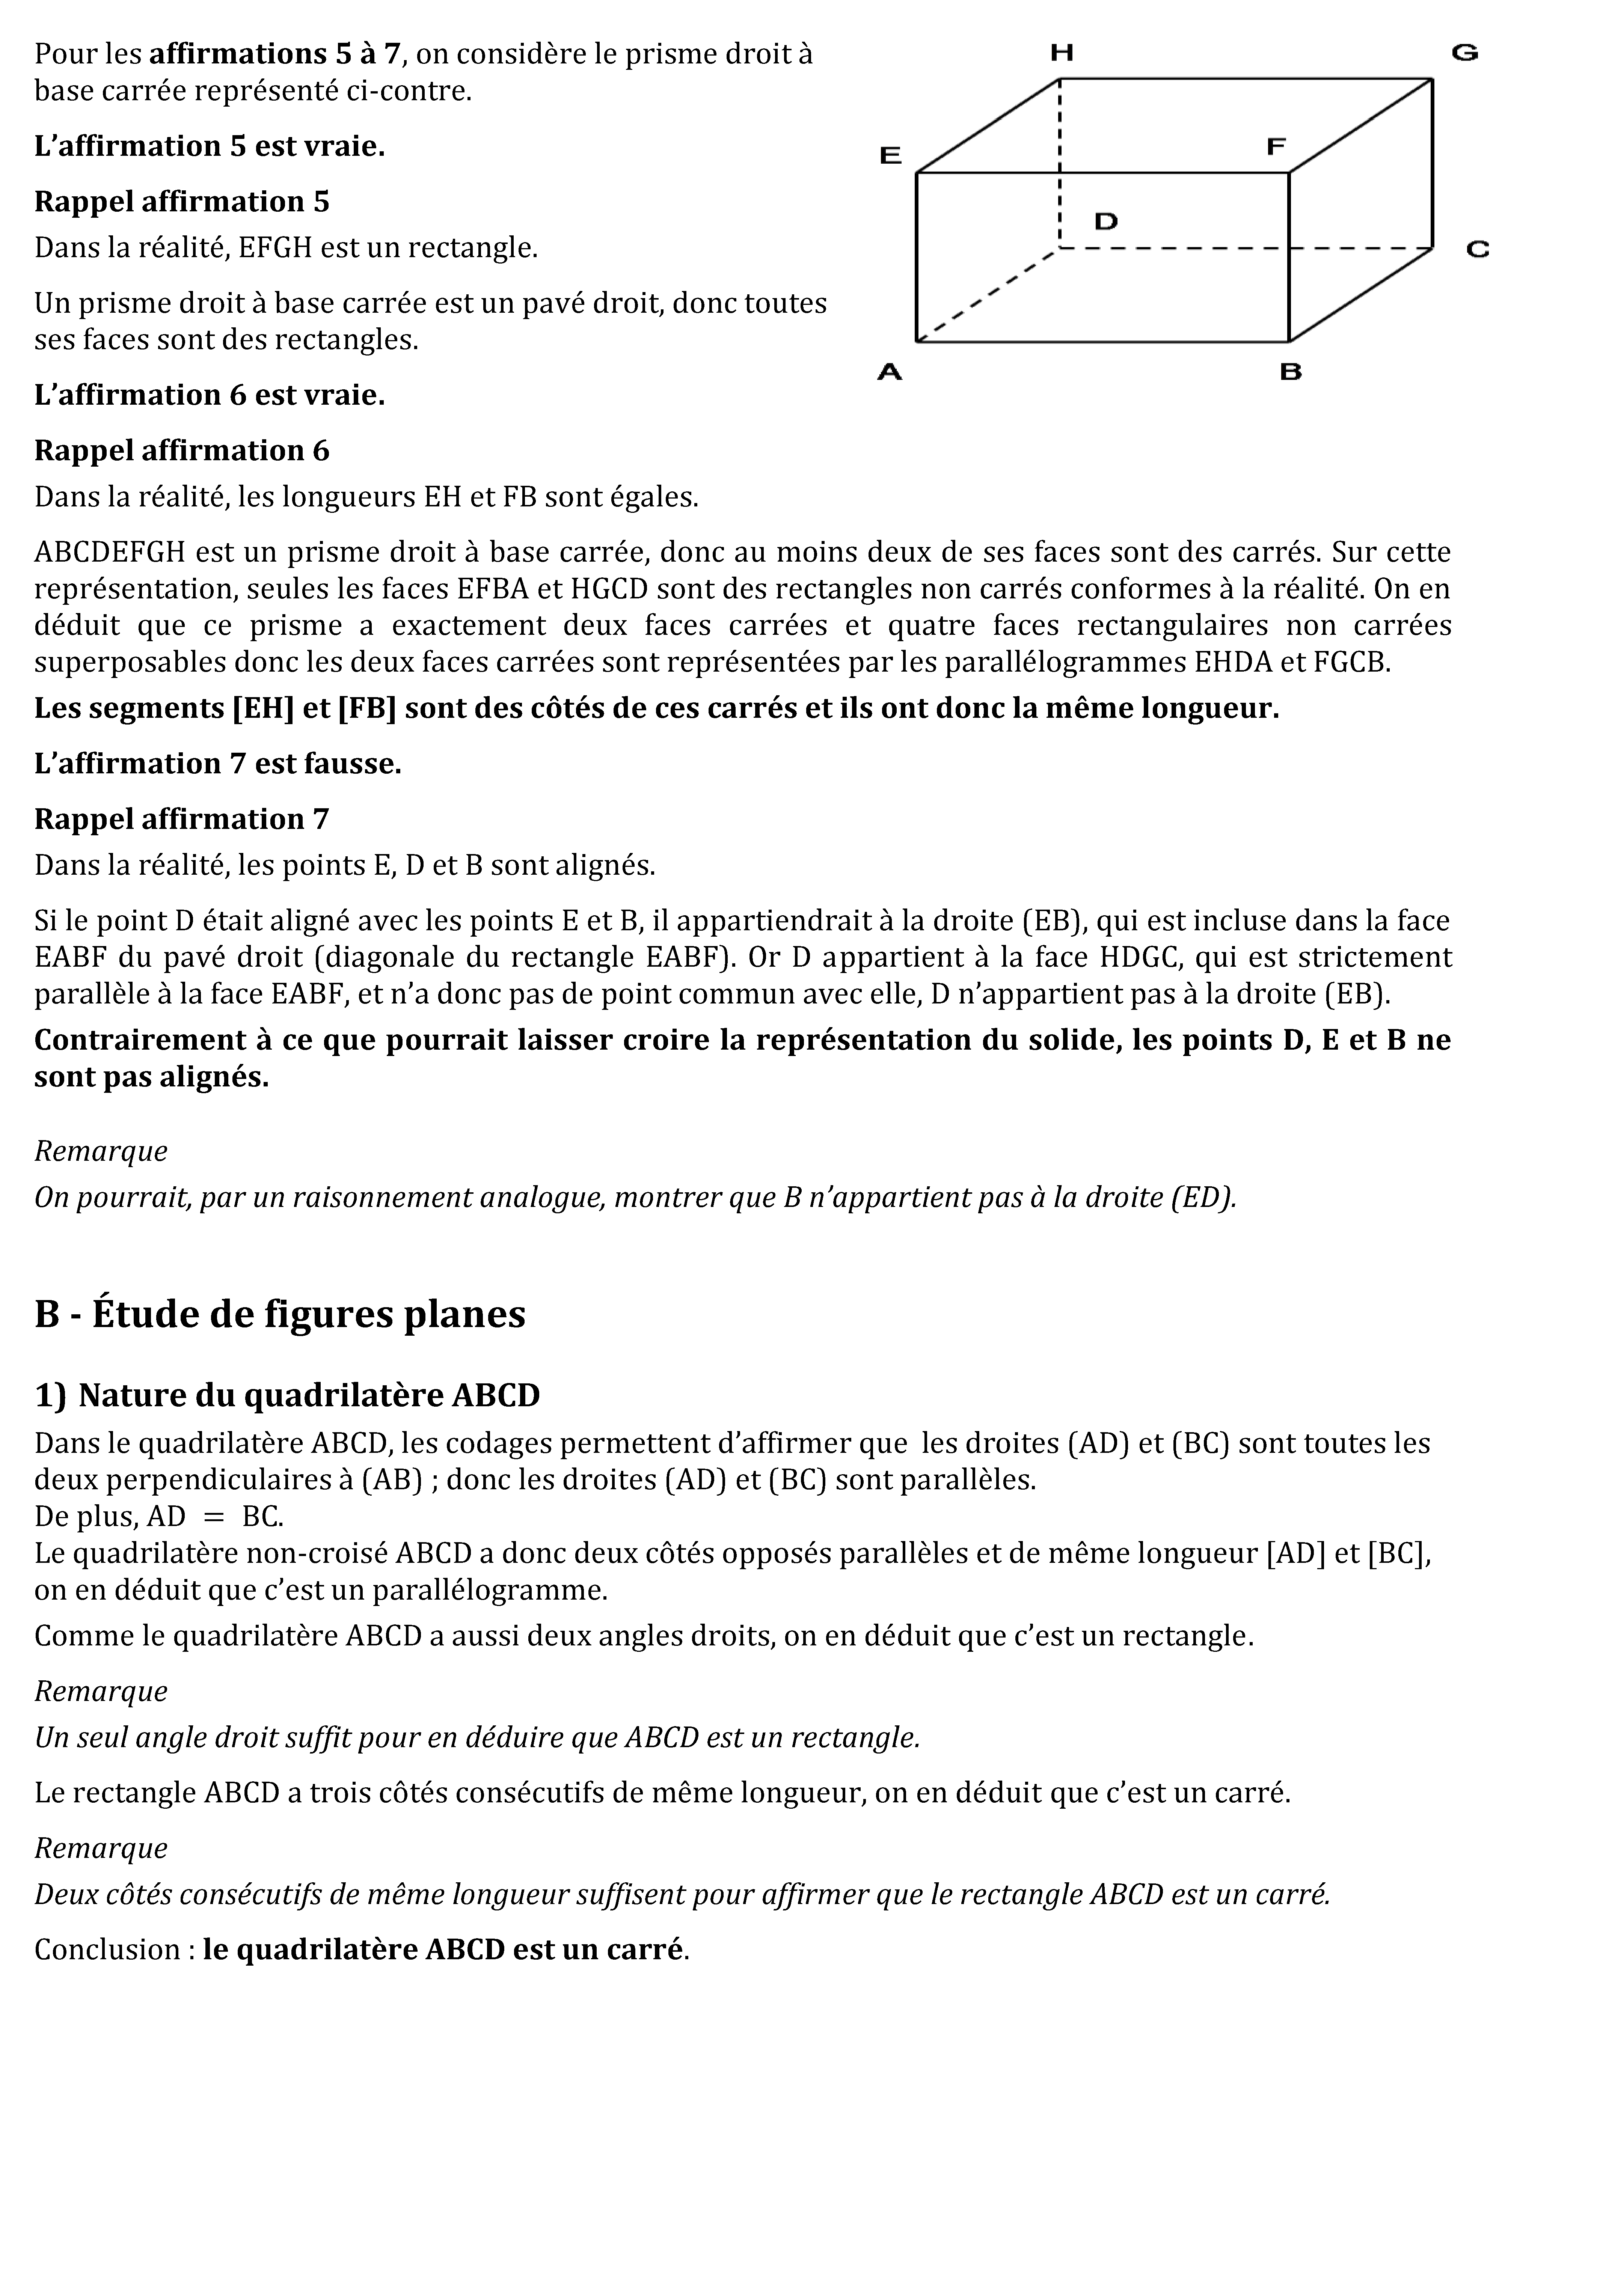 Pour les affirmations 5 à 7, on considère le prisme droit à
base carrée représenté ci-contre.
L’affirmation 5 est vraie.
Rappel affirmation 5
Dans la réalité, EFGH est un rectangle.
Un prisme droit à base carrée est un pavé droit, donc toutes
ses faces sont des rectangles.
H
G
E
F
D
C
A
B
L’affirmation 6 est vraie.
Rappel affirmation 6
Dans la réalité, les longueurs EH et FB sont égales.
ABCDEFGH est un prisme droit à base carrée, donc au moins deux de ses faces sont des carrés. Sur cette
représentation, seules les faces EFBA et HGCD sont des rectangles non carrés conformes à la réalité. On en
déduit que ce prisme a exactement deux faces carrées et quatre faces rectangulaires non carrées
superposables donc les deux faces carrées sont représentées par les parallélogrammes EHDA et FGCB.
Les segments [EH] et [FB] sont des côtés de ces carrés et ils ont donc la même longueur.
L’affirmation 7 est fausse.
Rappel affirmation 7
Dans la réalité, les points E, D et B sont alignés.
Si le point D était aligné avec les points E et B, il appartiendrait à la droite (EB), qui est incluse dans la face
EABF du pavé droit (diagonale du rectangle EABF). Or D appartient à la face HDGC, qui est strictement
parallèle à la face EABF, et n’a donc pas de point commun avec elle, D n’appartient pas à la droite (EB).
Contrairement à ce que pourrait laisser croire la représentation du solide, les points D, E et B ne
sont pas alignés.
Remarque
On pourrait, par un raisonnement analogue, montrer que B n’appartient pas à la droite (ED).
B - Étude de figures planes
1) Nature du quadrilatère ABCD
Dans le quadrilatère ABCD, les codages permettent d’affirmer que les droites (AD) et (BC) sont toutes les
deux perpendiculaires à (AB) ; donc les droites (AD) et (BC) sont parallèles.
De plus, AD = BC.
Le quadrilatère non-croisé ABCD a donc deux côtés opposés parallèles et de même longueur [AD] et [BC],
on en déduit que c’est un parallélogramme.
Comme le quadrilatère ABCD a aussi deux angles droits, on en déduit que c’est un rectangle.
Remarque
Un seul angle droit suffit pour en déduire que ABCD est un rectangle.
Le rectangle ABCD a trois côtés consécutifs de même longueur, on en déduit que c’est un carré.
Remarque
Deux côtés consécutifs de même longueur suffisent pour affirmer que le rectangle ABCD est un carré.
Conclusion : le quadrilatère ABCD est un carré.